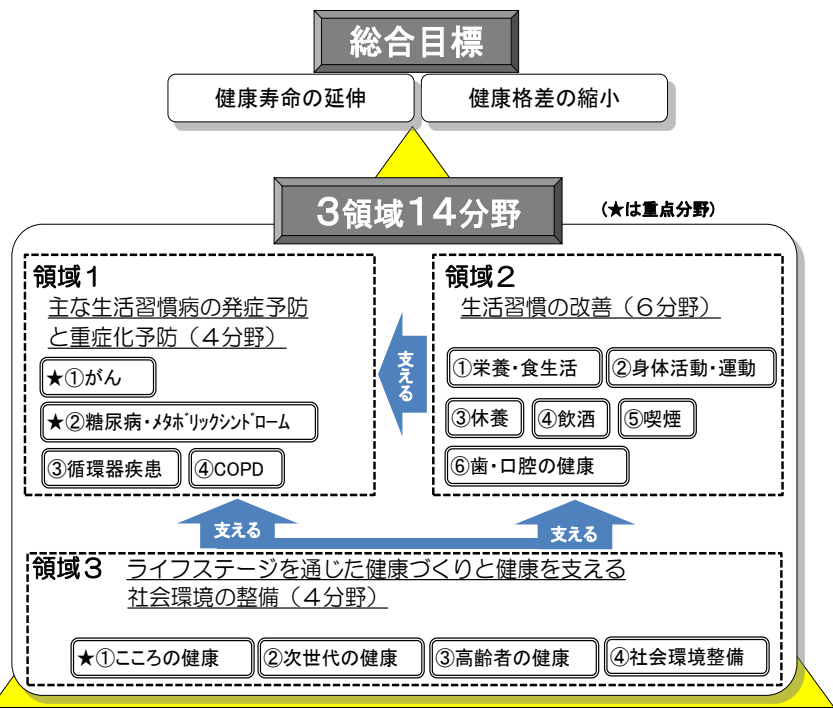 総合目標
健康寿命の延伸
健康格差の縮小
3領域14分野
(★は重点分野)
領域1
主な生活習慣病の発症予防
と重症化予防（4分野）
★①がん
★②糖尿病・ﾒﾀﾎﾞﾘｯｸｼﾝﾄﾞﾛｰﾑ
③循環器疾患
④COPD
支える
領域2
生活習慣の改善（6分野）
①栄養・食生活
②身体活動・運動
③休養
④飲酒
⑤喫煙
⑥歯・口腔の健康
支える
支える
領域3 ライフステージを通じた健康づくりと健康を支える
社会環境の整備（4分野）
★①こころの健康
②次世代の健康
③高齢者の健康
④社会環境整備